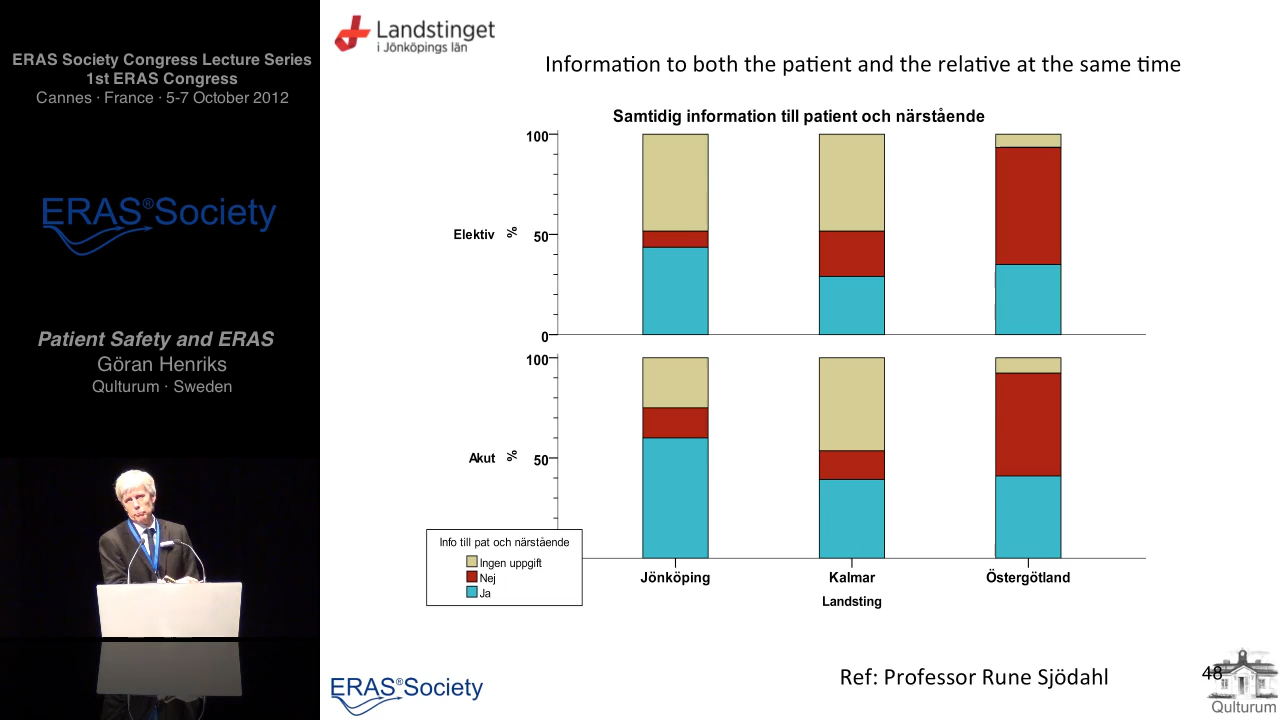 ERAS Society Congress Lecture Series
1st ERAS Congress
Cannes · France · 5-7 October 2012
ERAS®Society
Patient Safety and ERAS
Göran Henriks
Qulturum · Sweden
Landstinget
i Jönköpings län
Information to both the patient and the relative at the same time
Samtidig information till patient och närstående
100
Elektiv % 50
0
100
Akut % 50
Info till pat och närstående
Ingen uppgift
Nej
Ja
Jönköping Kalmar Östergötland
Landsting
Ref: Professor Rune Sjödahl
48
ERAS®Society
Qulturum